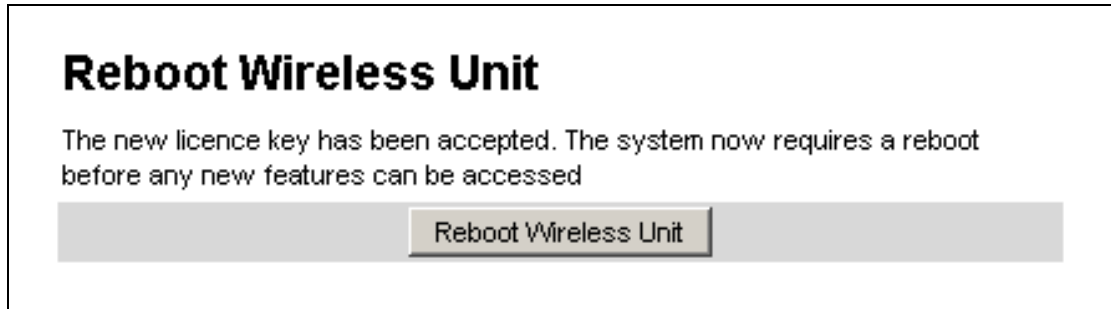 Reboot Wireless Unit
The new licence key has been accepted. The system now requires a reboot
before any new features can be accessed
Reboot Wireless Unit